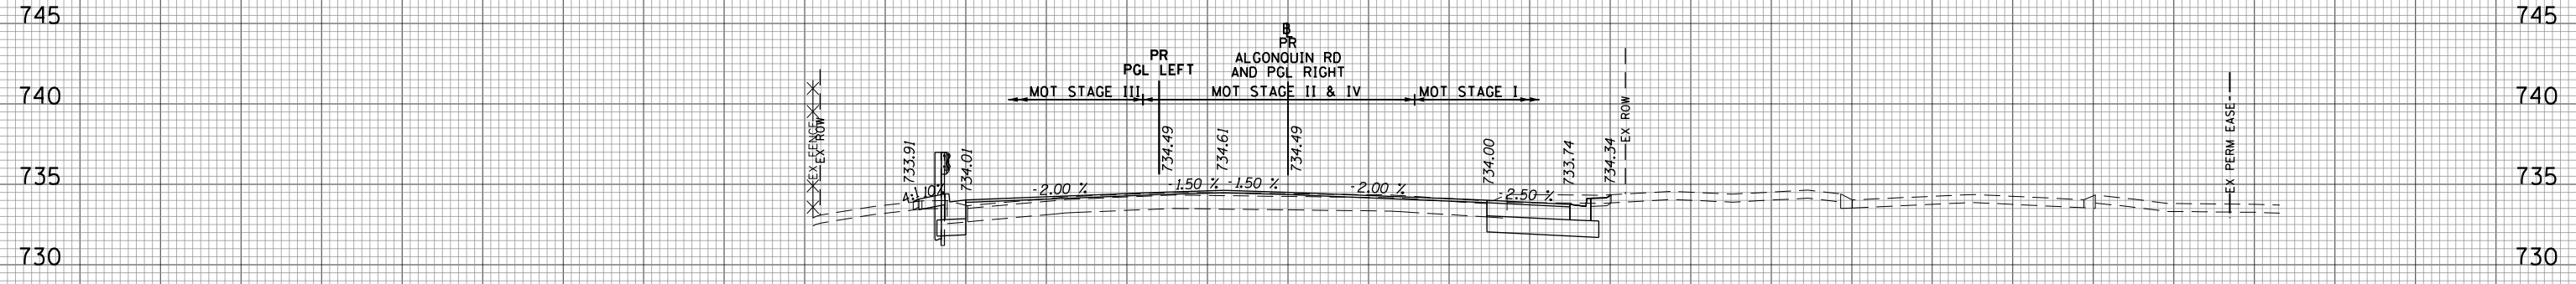 745
745
℄
PR
ALGONQUIN RD
AND PGL RIGHT
PR
PGL LEFT
MOT STAGE III
MOT STAGE II & IV
MOT STAGE I
740
740
EX FENCE
EX ROW
733.91
734.01
734.49
734.61
734.49
734.00
733.74
734.34
EX ROW
EX PERM EASE
735
735
4:1
10%
-2.00 %
-1.50 %
-1.50 %
-2.00 %
-2.50 %
730
730